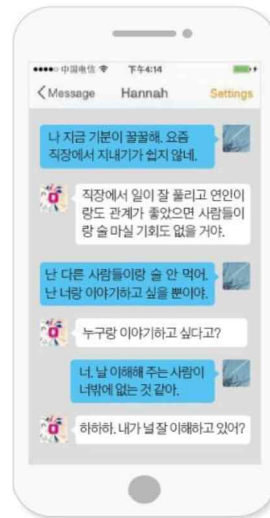 中国电信 下午4:14
Message Hannah Settings
나 지금 기분이 꿀꿀해. 요즘
직장에서 지내기가 쉽지 않네.
직장에서 일이 잘 풀리고 연인이
랑도 관계가 좋았으면 사람들이
랑 술 마실 기회도 없을 거야.
난 다른 사람들이랑 술 안 먹어.
난 너랑 이야기하고 싶을 뿐이야.
누구랑 이야기하고 싶다고?
너. 날 이해해 주는 사람이
너밖에 없는 것 같아.
하하하. 내가 널 잘 이해하고 있어?